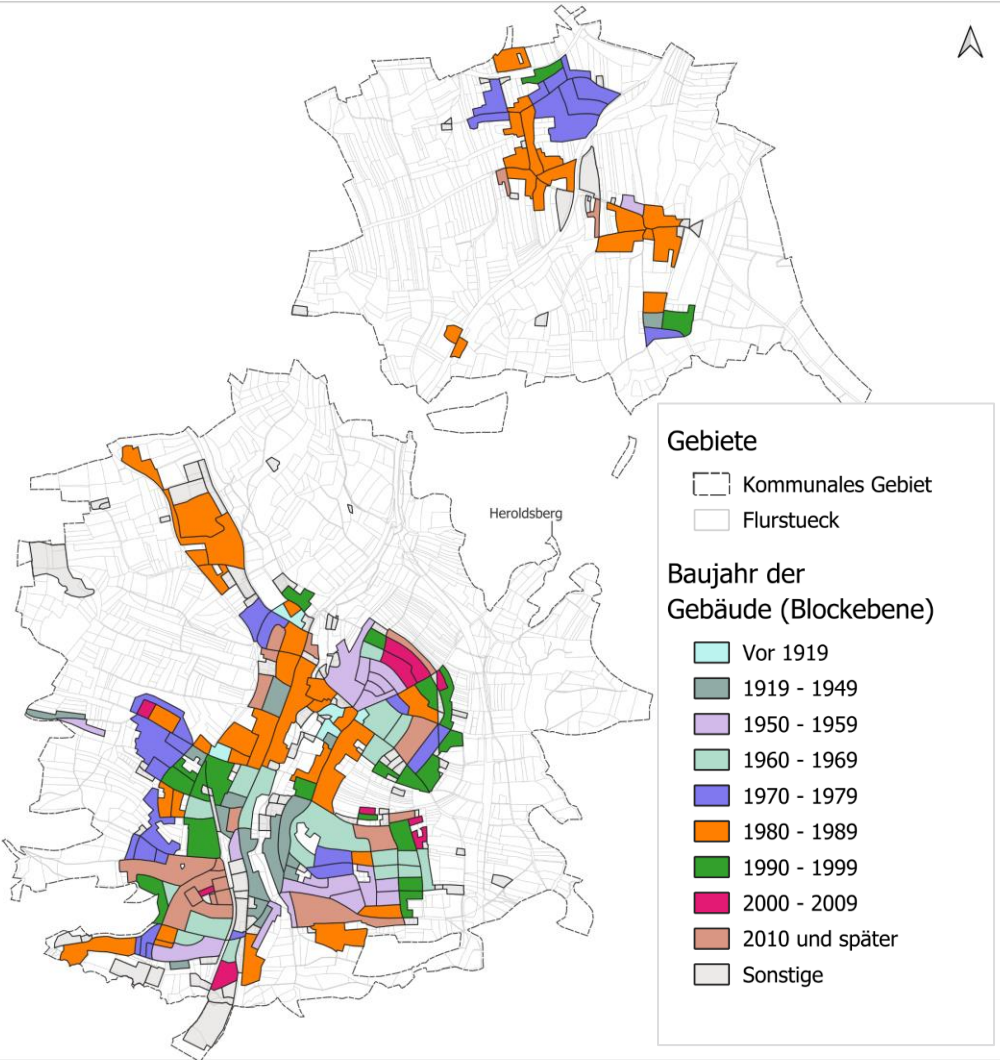 Heroldsberg
Gebiete
Kommunales Gebiet
Flurstueck
Baujahr der
Gebäude (Blockebene)
Vor 1919
1919 - 1949
1950 - 1959
1960 - 1969
1970 - 1979
1980 - 1989
1990 - 1999
2000 - 2009
2010 und später
Sonstige